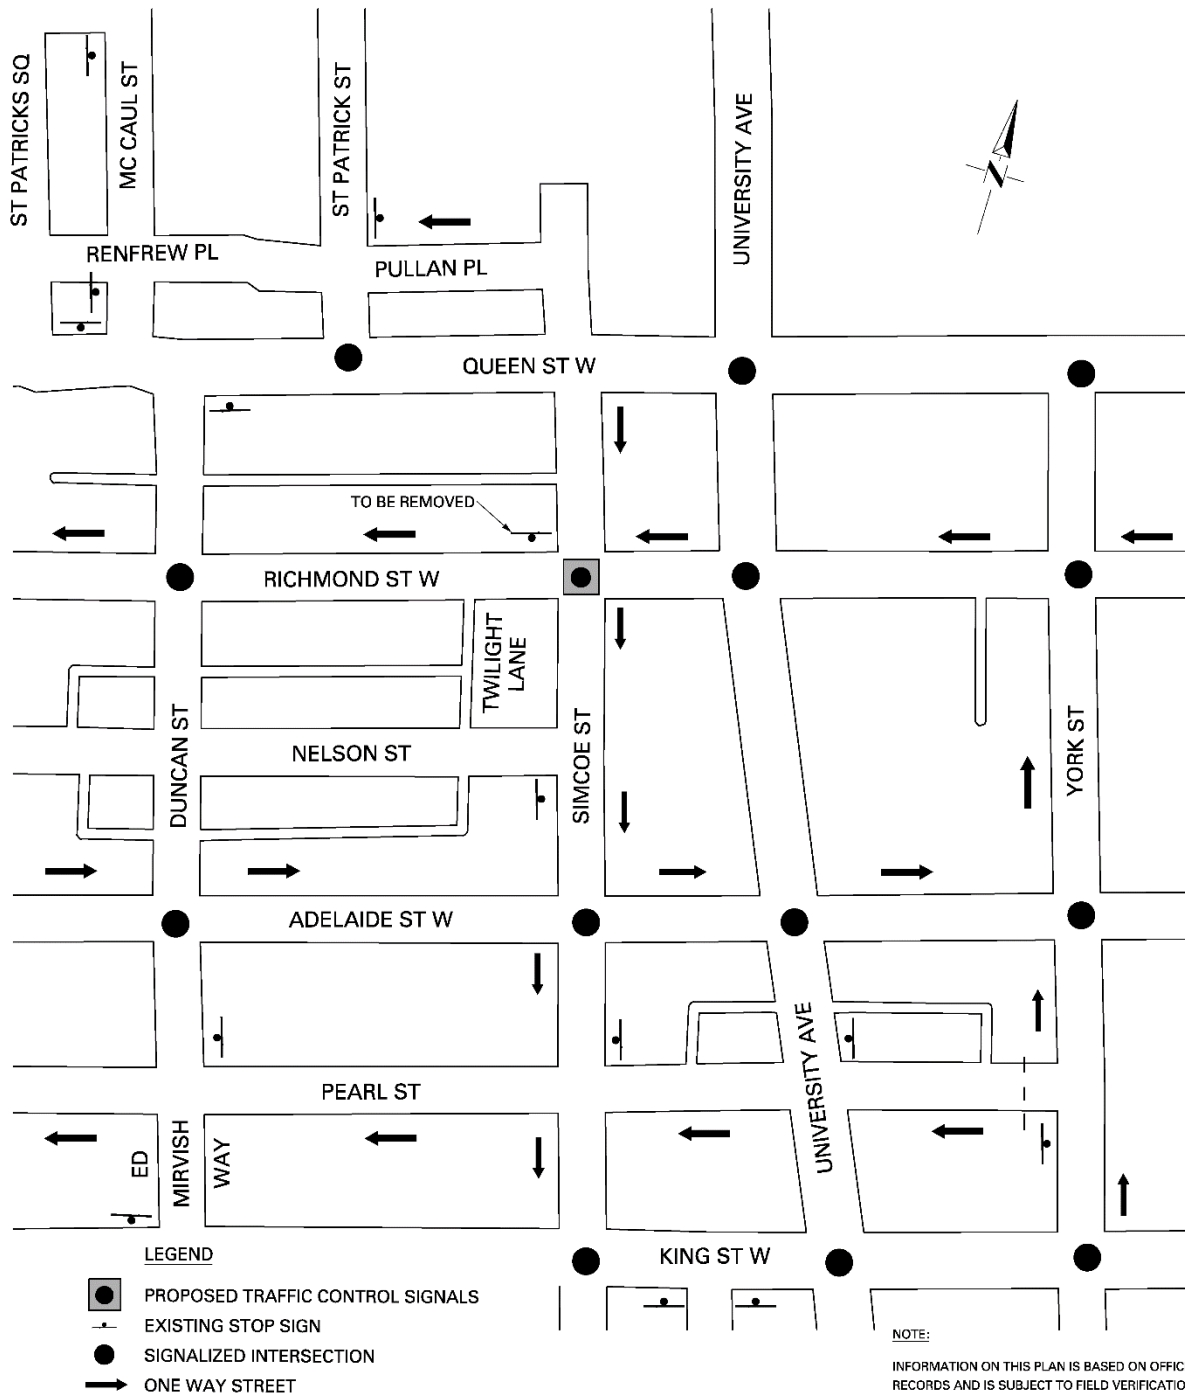 ST PATRICKS SQ
MC CAUL ST
ST PATRICK ST
UNIVERSITY AVE
N
RENFREW PL
PULLAN PL
QUEEN ST W
TO BE REMOVED
RICHMOND ST W
TWILIGHT
LANE
DUNCAN ST
NELSON ST
SIMCOE ST
YORK ST
ADELAIDE ST W
UNIVERSITY AVE
PEARL ST
ED
MIRVISH
WAY
KING ST W
LEGEND
PROPOSED TRAFFIC CONTROL SIGNALS
EXISTING STOP SIGN
SIGNALIZED INTERSECTION
ONE WAY STREET
NOTE:
INFORMATION ON THIS PLAN IS BASED ON OFFIC
RECORDS AND IS SUBJECT TO FIELD VERIFICATIO